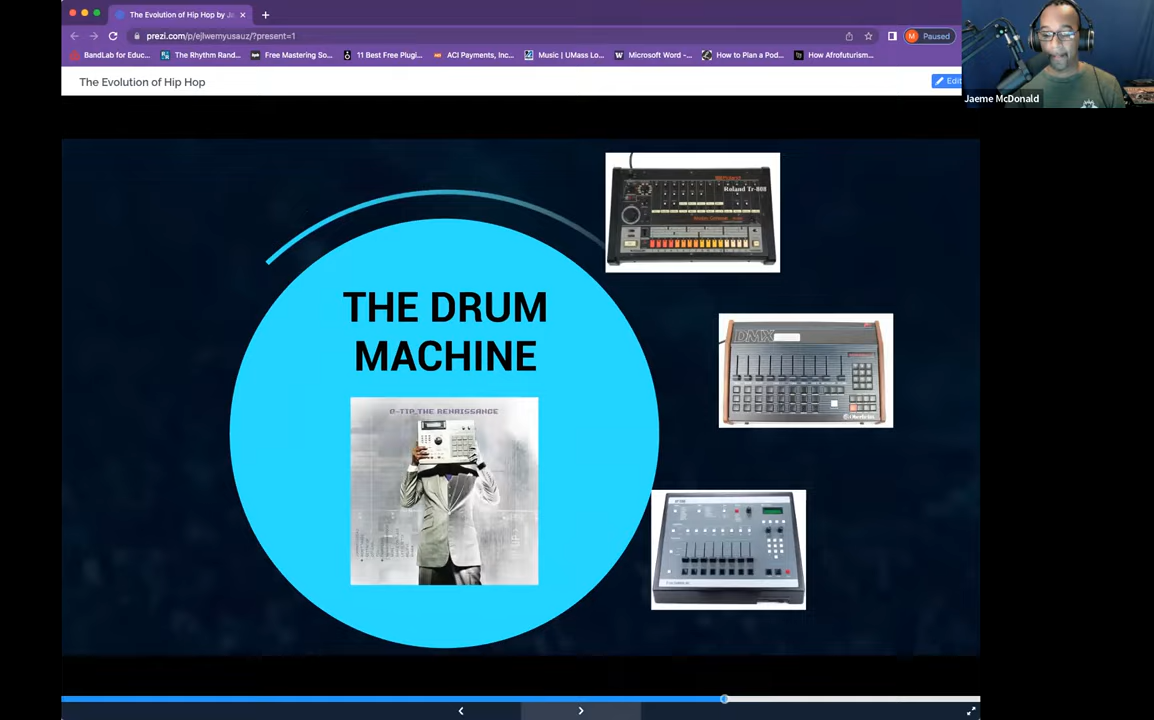 The Evolution of Hip Hop by Ja
prezi.com/p/ejlwemyusauz/?present=1
Paused
BandLab for Educ...
The Rhythm Rand...
Free Mastering So...
11 Best Free Plugi...
ACI Payments, Inc...
Music | UMass Lo...
Microsoft Word -...
How to Plan a Pod...
How Afrofuturism...
The Evolution of Hip Hop
Edit
Jaeme McDonald
Roland Tr-808
THE DRUM
MACHINE
Q-TIP THE RENAISSANCE
DMX